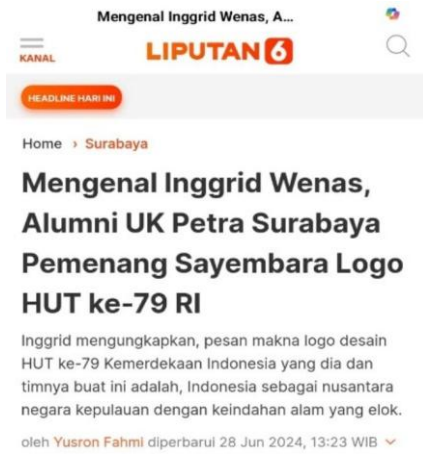 Mengenal Inggrid Wenas, A...
KANAL
LIPUTAN 6
HEADLINE HARI INI
Home › Surabaya
Mengenal Inggrid Wenas,
Alumni UK Petra Surabaya
Pemenang Sayembara Logo
HUT ke-79 RI
Inggrid mengungkapkan, pesan makna logo desain
HUT ke-79 Kemerdekaan Indonesia yang dia dan
timnya buat ini adalah, Indonesia sebagai nusantara
negara kepulauan dengan keindahan alam yang elok.
oleh Yusron Fahmi diperbarui 28 Jun 2024, 13:23 WIB